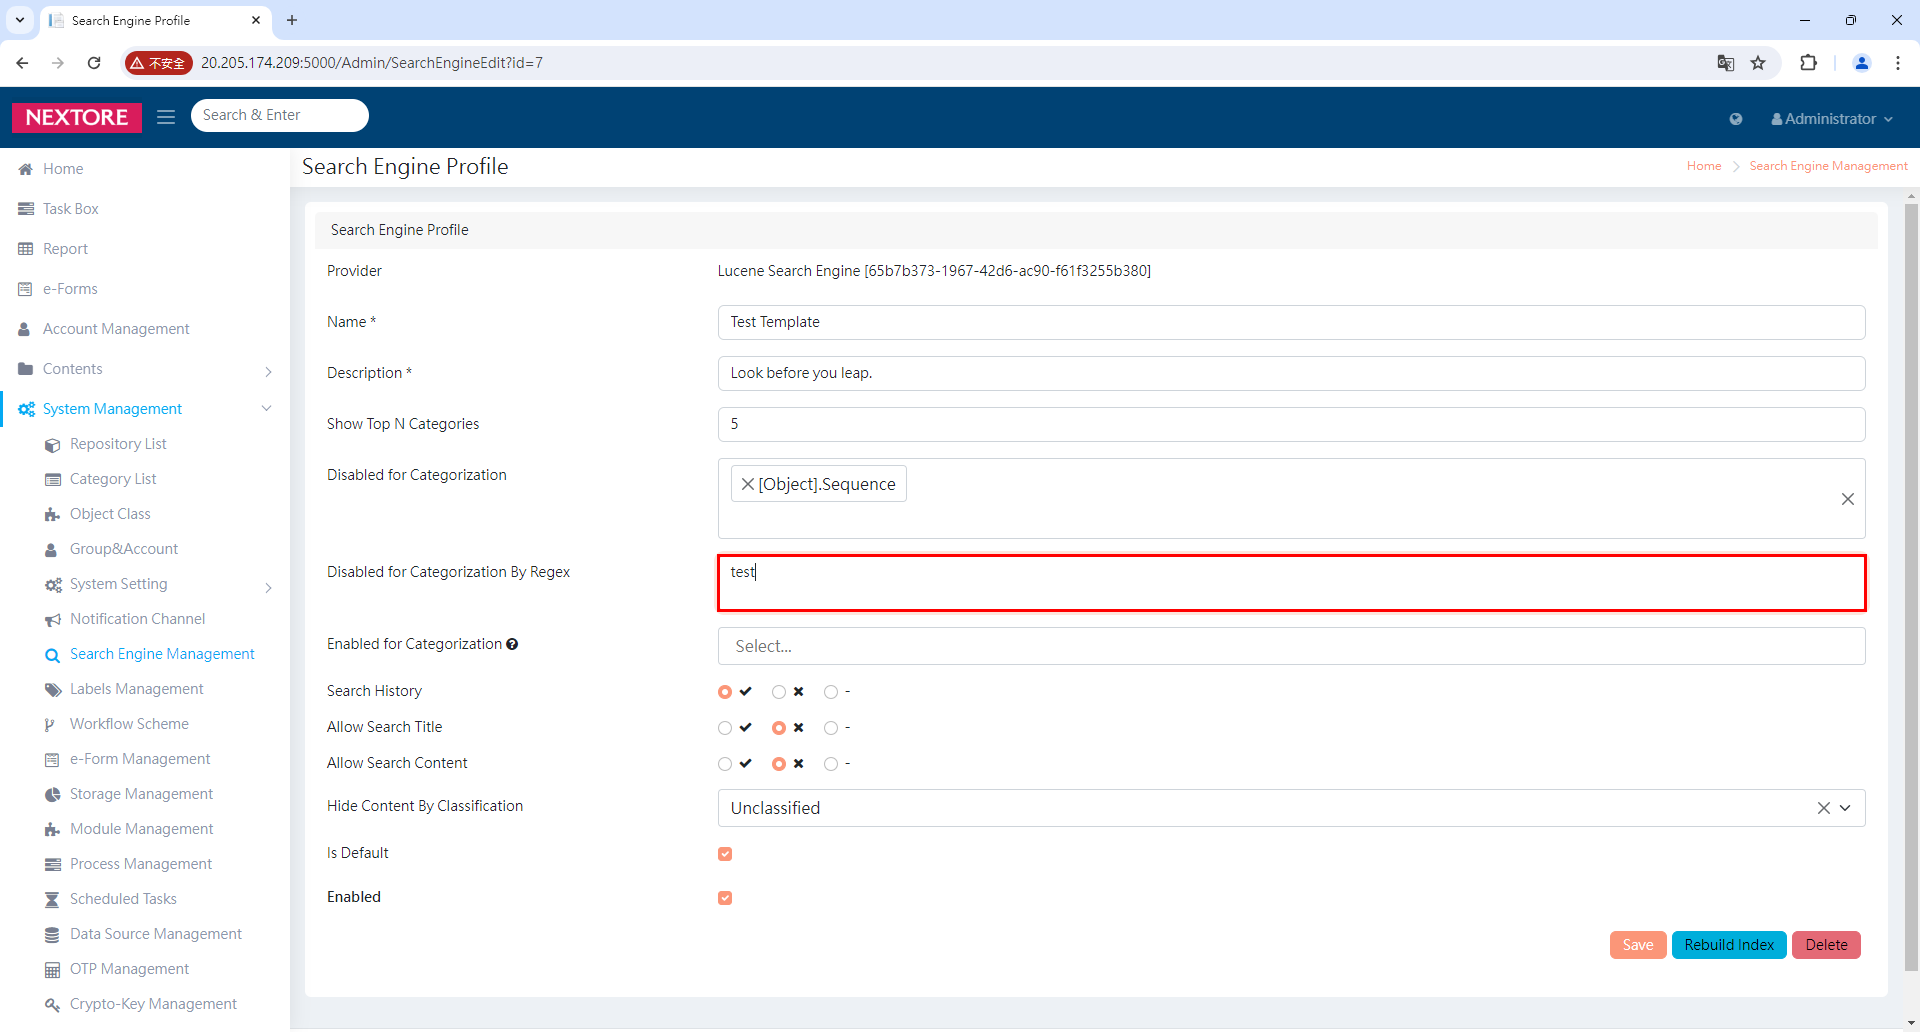 Search Engine Profile
不安全
20.205.174.209:5000/Admin/SearchEngineEdit?id=7
NEXTORE
Search & Enter
Administrator
Home
Task Box
Report
e-Forms
Account Management
Contents
System Management
Repository List
Category List
Object Class
Group&Account
System Setting
Notification Channel
Search Engine Management
Labels Management
Workflow Scheme
e-Form Management
Storage Management
Module Management
Process Management
Scheduled Tasks
Data Source Management
OTP Management
Crypto-Key Management
Search Engine Profile
Home > Search Engine Management
Search Engine Profile
Provider Lucene Search Engine [65b7b373-1967-42d6-ac90-f61f3255b380]
Name * Test Template
Description * Look before you leap.
Show Top N Categories 5
Disabled for Categorization [Object].Sequence
Disabled for Categorization By Regex test
Enabled for Categorization Select...
Search History -
Allow Search Title -
Allow Search Content -
Hide Content By Classification Unclassified
Is Default
Enabled
Save Rebuild Index Delete